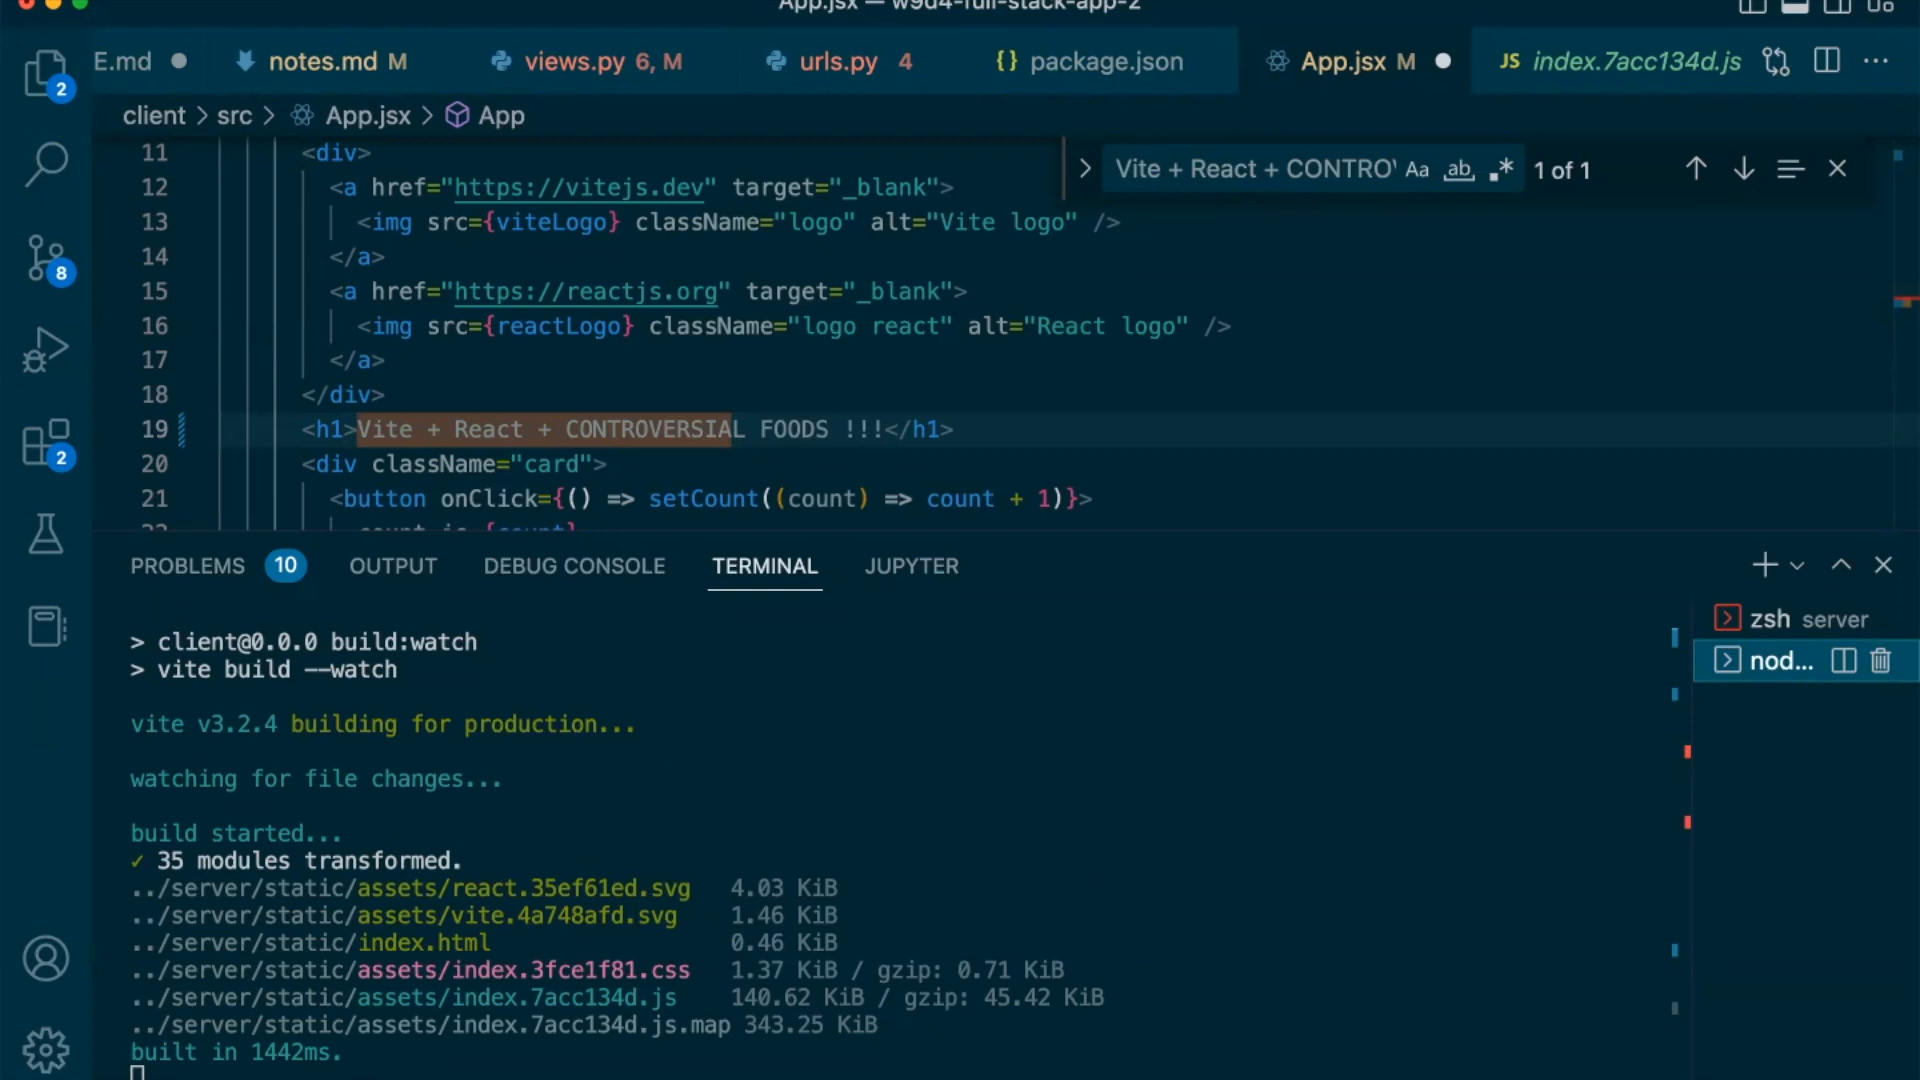 App.jsx — w9d4-full-stack-app-2
E.md
notes.md M
views.py 6, M
urls.py 4
{} package.json
App.jsx M
JS index.7acc134d.js
client > src > App.jsx > App
Vite + React + CONTRO
Aa ab .* 1 of 1
11 <div>
12 <a href="https://vitejs.dev" target="_blank">
13 <img src={viteLogo} className="logo" alt="Vite logo" />
14 </a>
15 <a href="https://reactjs.org" target="_blank">
16 <img src={reactLogo} className="logo react" alt="React logo" />
17 </a>
18 </div>
19 <h1>Vite + React + CONTROVERSIAL FOODS !!!</h1>
20 <div className="card">
21 <button onClick={() => setCount((count) => count + 1)}>
22 count is {count}
2
8
2
PROBLEMS 10 OUTPUT DEBUG CONSOLE TERMINAL JUPYTER
> client@0.0.0 build:watch
> vite build --watch
vite v3.2.4 building for production...
watching for file changes...
build started...
✓ 35 modules transformed.
../server/static/assets/react.35ef61ed.svg 4.03 KiB
../server/static/assets/vite.4a748afd.svg 1.46 KiB
../server/static/index.html 0.46 KiB
../server/static/assets/index.3fce1f81.css 1.37 KiB / gzip: 0.71 KiB
../server/static/assets/index.7acc134d.js 140.62 KiB / gzip: 45.42 KiB
../server/static/assets/index.7acc134d.js.map 343.25 KiB
built in 1442ms.
zsh server
nod...